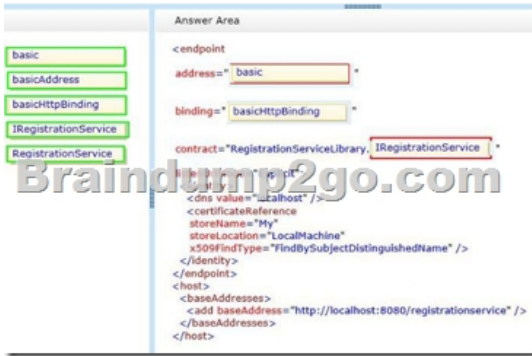 Answer Area
basic
basicAddress
basicHttpBinding
IRegistrationService
RegistrationService
<endpoint
address=" basic "
binding=" basicHttpBinding "
contract="RegistrationServiceLibrary. IRegistrationService "
Braindump2go.com
<dns value="localhost" />
<certificateReference
storeName="My"
storeLocation="LocalMachine"
x509FindType="FindBySubjectDistinguishedName" />
</identity>
</endpoint>
<host>
<baseAddresses>
<add baseAddress="http://localhost:8080/registrationservice" />
</baseAddresses>
</host>